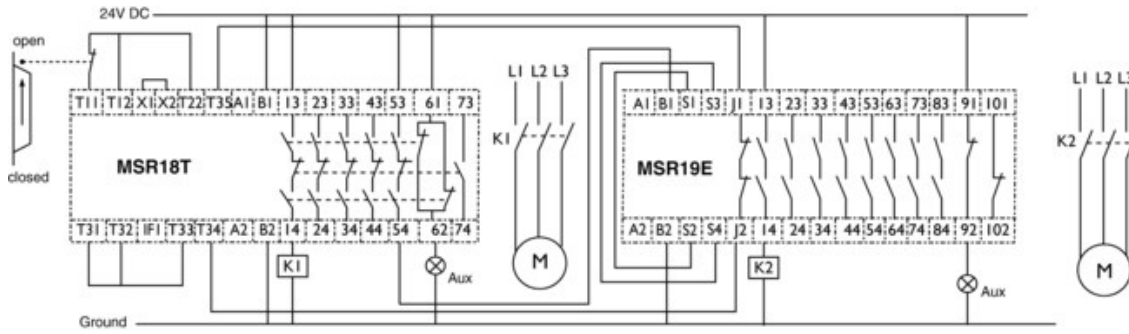 24V DC
open
closed
T11 T12 X1 X2 T22 T35 A1 B1 13 23 33 43 53 61 73
MSR18T
T31 T32 IF1 T33 T34 A2 B2 14 24 34 44 54 62 74
K1
Aux
Ground
L1 L2 L3
K1
M
A1 B1 S1 S3 J1 13 23 33 43 53 63 73 83 91 101
MSR19E
A2 B2 S2 S4 J2 14 24 34 44 54 64 74 84 92 102
K2
Aux
L1 L2 L3
K2
M